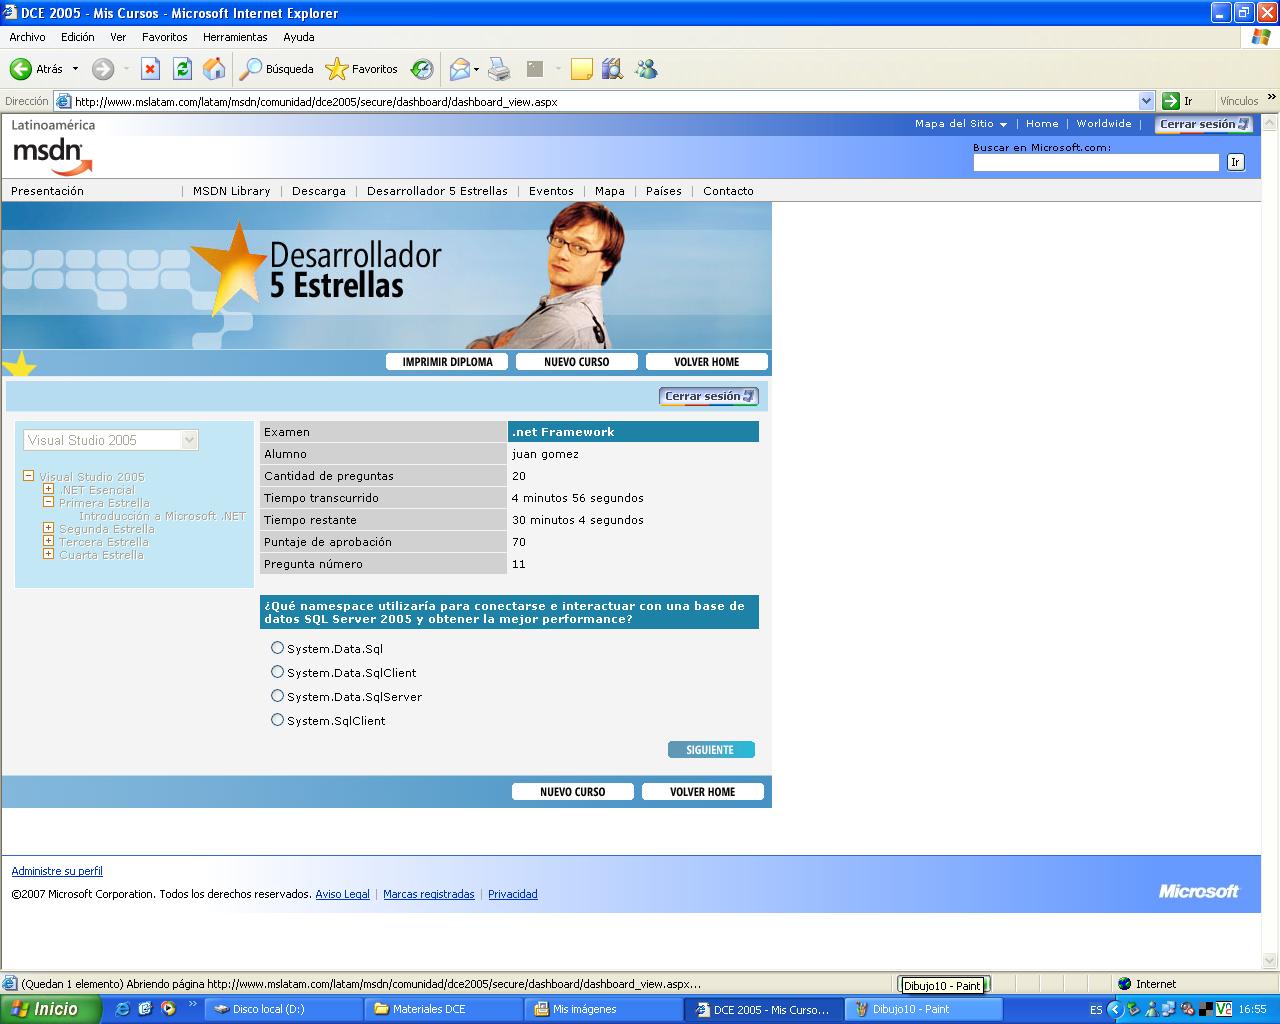 DCE 2005 - Mis Cursos - Microsoft Internet Explorer
Archivo Edición Ver Favoritos Herramientas Ayuda
Atrás Búsqueda Favoritos
Dirección http://www.mslatam.com/latam/msdn/comunidad/dce2005/secure/dashboard/dashboard_view.aspx Ir Vínculos »
Latinoamérica Mapa del Sitio | Home | Worldwide | Cerrar sesión
msdn
Buscar en Microsoft.com:
Ir
Presentación | MSDN Library | Descarga | Desarrollador 5 Estrellas | Eventos | Mapa | Países | Contacto
Desarrollador
5 Estrellas
IMPRIMIR DIPLOMA NUEVO CURSO VOLVER HOME
Cerrar sesión
Visual Studio 2005
Visual Studio 2005
.NET Esencial
Primera Estrella
Introducción a Microsoft .NET
Segunda Estrella
Tercera Estrella
Cuarta Estrella
Examen .net Framework
Alumno juan gomez
Cantidad de preguntas 20
Tiempo transcurrido 4 minutos 56 segundos
Tiempo restante 30 minutos 4 segundos
Puntaje de aprobación 70
Pregunta número 11
¿Qué namespace utilizaría para conectarse e interactuar con una base de
datos SQL Server 2005 y obtener la mejor performance?
System.Data.Sql
System.Data.SqlClient
System.Data.SqlServer
System.SqlClient
SIGUIENTE
NUEVO CURSO VOLVER HOME
Administre su perfil
©2007 Microsoft Corporation. Todos los derechos reservados. Aviso Legal | Marcas registradas | Privacidad
Microsoft
(Quedan 1 elemento) Abriendo página http://www.mslatam.com/latam/msdn/comunidad/dce2005/secure/dashboard/dashboard_view.aspx...
Dibujo10 - Paint
Internet
Inicio » Disco local (D:) Materiales DCE Mis imágenes DCE 2005 - Mis Curso... Dibujo10 - Paint ES 16:55